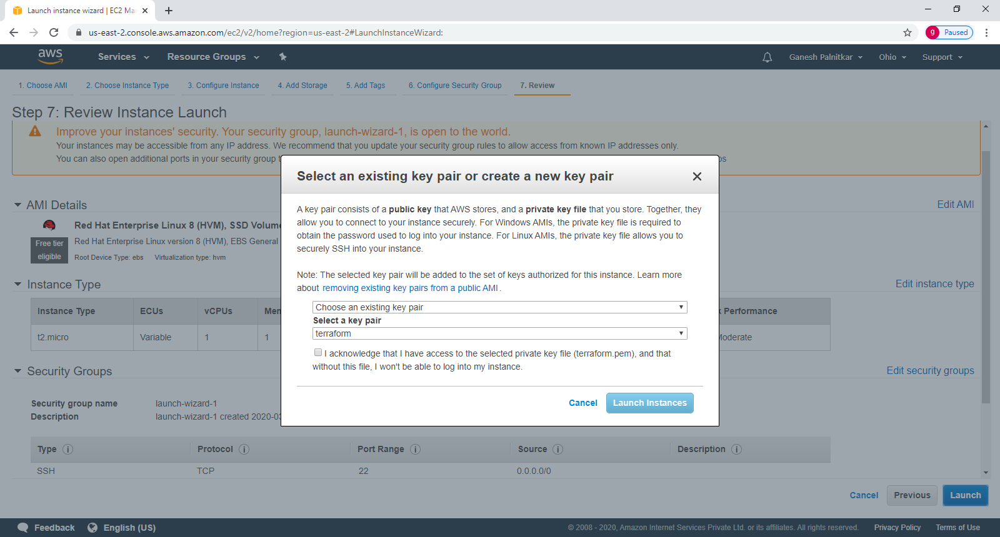 Launch instance wizard | EC2 Ma
us-east-2.console.aws.amazon.com/ec2/v2/home?region=us-east-2#LaunchInstanceWizard:
g Paused
aws Services Resource Groups Ganesh Palnitkar Ohio Support
1. Choose AMI 2. Choose Instance Type 3. Configure Instance 4. Add Storage 5. Add Tags 6. Configure Security Group 7. Review
Step 7: Review Instance Launch
Improve your instances' security. Your security group, launch-wizard-1, is open to the world.
Your instances may be accessible from any IP address. We recommend that you update your security group rules to allow access from known IP addresses only.
You can also open additional ports in your security group
Select an existing key pair or create a new key pair
A key pair consists of a public key that AWS stores, and a private key file that you store. Together, they
allow you to connect to your instance securely. For Windows AMIs, the private key file is required to
obtain the password used to log into your instance. For Linux AMIs, the private key file allows you to
securely SSH into your instance.
Note: The selected key pair will be added to the set of keys authorized for this instance. Learn more
about removing existing key pairs from a public AMI.
Choose an existing key pair
Select a key pair
terraform
I acknowledge that I have access to the selected private key file (terraform.pem), and that
without this file, I won't be able to log into my instance.
Cancel Launch Instances
AMI Details Edit AMI
Red Hat Enterprise Linux 8 (HVM), SSD Volum
Free tier
eligible
Red Hat Enterprise Linux version 8 (HVM), EBS General
Root Device Type: ebs Virtualization type: hvm
Instance Type Edit instance type
Instance Type ECUs vCPUs Mem Performance
t2.micro Variable 1 1 Moderate
Security Groups Edit security groups
Security group name launch-wizard-1
Description launch-wizard-1 created 2020-03
Type Protocol Port Range Source Description
SSH TCP 22 0.0.0.0/0
Cancel Previous Launch
Feedback English (US) © 2008 - 2020, Amazon Internet Services Private Ltd. or its affiliates. All rights reserved. Privacy Policy Terms of Use